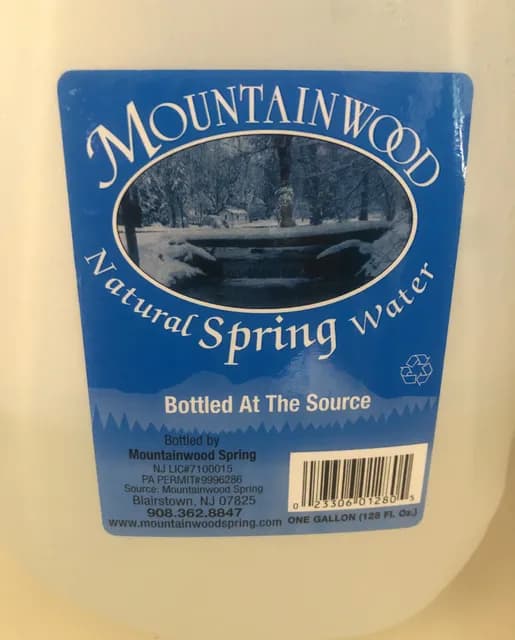 MOUNTAINWOOD
Natural Spring Water
Bottled At The Source
Bottled by
Mountainwood Spring
NJ LIC#7100015
PA PERMIT#9996286
Source: Mountainwood Spring
Blairstown, NJ 07825
908.362.8847
www.mountainwoodspring.com
0 23306 01280 5
ONE GALLON (128 Fl. Oz.)